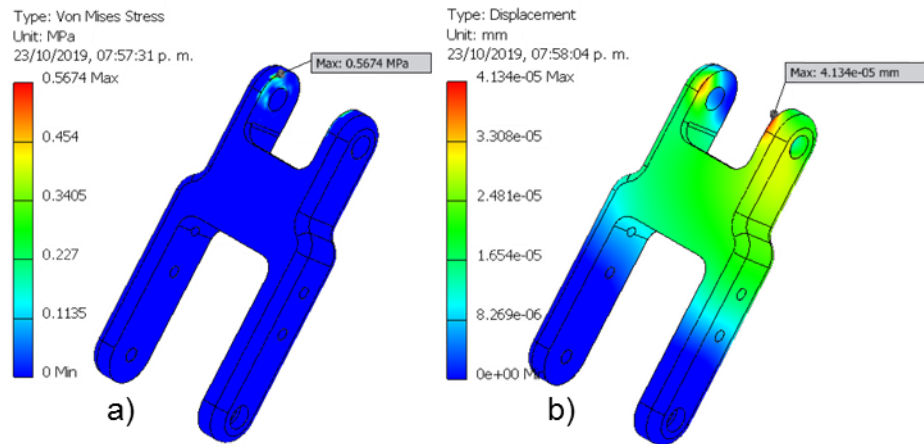 Type: Von Mises Stress
Unit: MPa
23/10/2019, 07:57:31 p. m.
0.5674 Max
Max: 0.5674 MPa
0.454
0.3405
0.227
0.1135
0 Min
a)
Type: Displacement
Unit: mm
23/10/2019, 07:58:04 p. m.
4.134e-05 Max
Max: 4.134e-05 mm
3.308e-05
2.481e-05
1.654e-05
8.269e-06
0e+00
b)